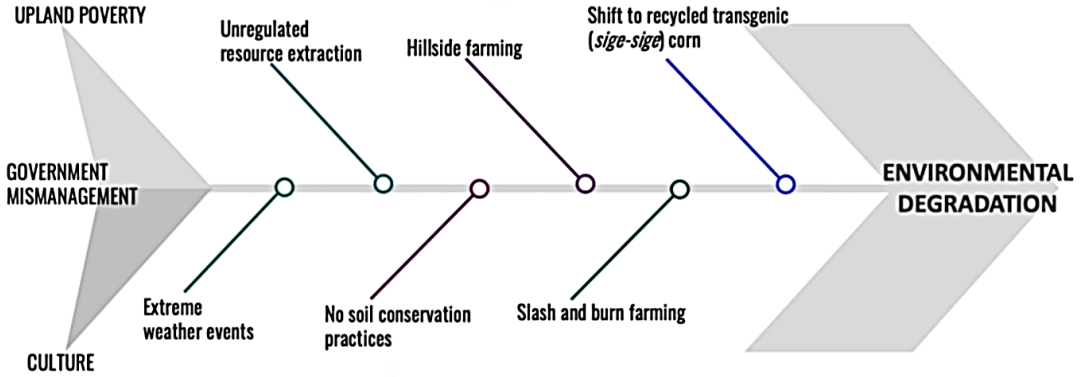 UPLAND POVERTY
Unregulated
resource extraction
Hillside farming
Shift to recycled transgenic
(sige-sige) corn
GOVERNMENT
MISMANAGEMENT
ENVIRONMENTAL
DEGRADATION
Extreme
weather events
No soil conservation
practices
Slash and burn farming
CULTURE